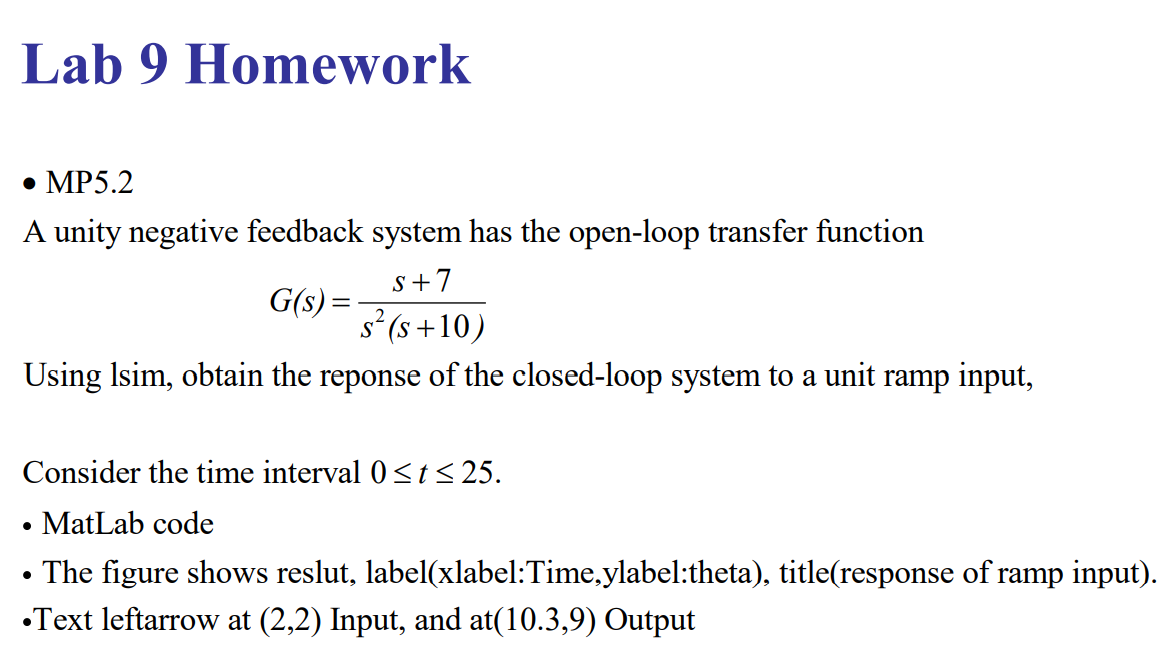 Lab 9 Homework
• MP5.2
A unity negative feedback system has the open-loop transfer function
G(s) = \frac{s+7}{s^2(s+10)}
Using lsim, obtain the reponse of the closed-loop system to a unit ramp input,
Consider the time interval 0 ≤ t ≤ 25.
• MatLab code
• The figure shows reslut, label(xlabel:Time,ylabel:theta), title(response of ramp input).
•Text leftarrow at (2,2) Input, and at(10.3,9) Output